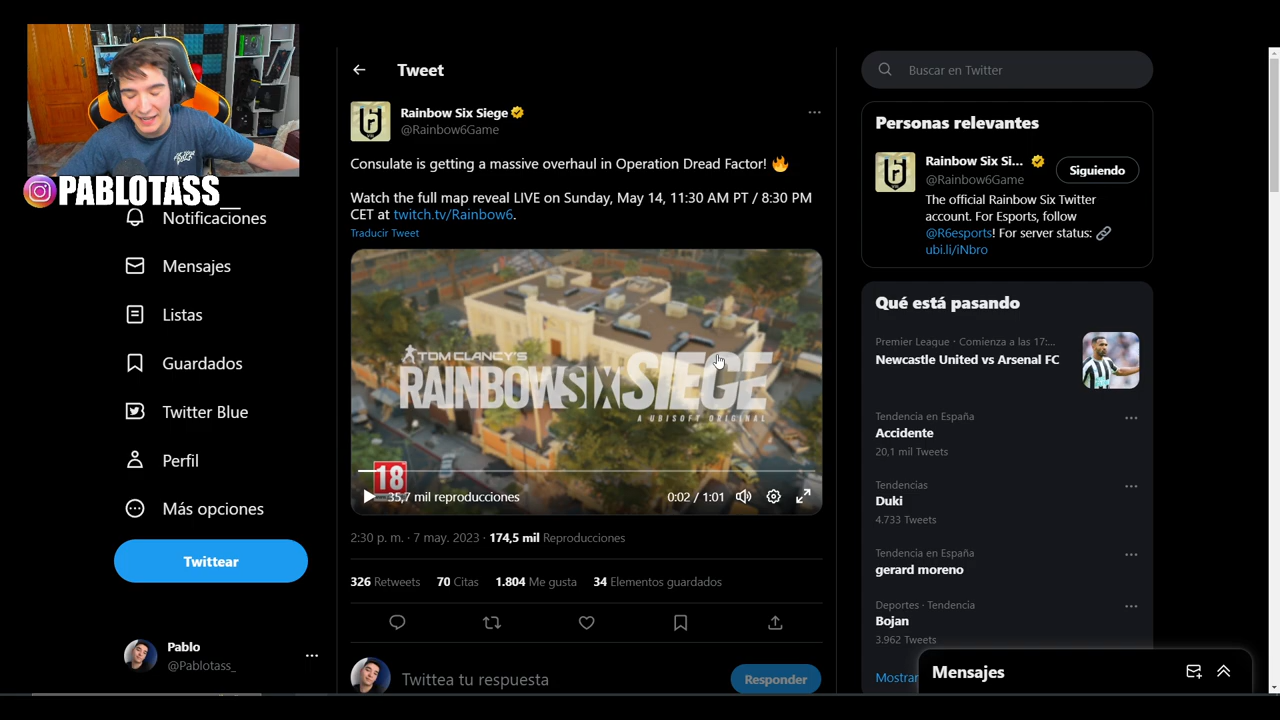 PABLOTASS_
Notificaciones
Mensajes
Listas
Guardados
Twitter Blue
Perfil
Más opciones
Twittear
Pablo
@Pablotass_
Tweet
Rainbow Six Siege
@Rainbow6Game
Consulate is getting a massive overhaul in Operation Dread Factor! 🔥
Watch the full map reveal LIVE on Sunday, May 14, 11:30 AM PT / 8:30 PM
CET at twitch.tv/Rainbow6.
Traducir Tweet
TOM CLANCY'S
RAINBOWSIX SIEGE
A UBISOFT ORIGINAL
18
35,7 mil reproducciones
0:02 / 1:01
2:30 p. m. · 7 may. 2023 · 174,5 mil Reproducciones
326 Retweets 70 Citas 1.804 Me gusta 34 Elementos guardados
Twittea tu respuesta
Responder
Buscar en Twitter
Personas relevantes
Rainbow Six Si...
@Rainbow6Game
Siguiendo
The official Rainbow Six Twitter
account. For Esports, follow
@R6esports! For server status: 🔗
ubi.li/iNbro
Qué está pasando
Premier League · Comienza a las 17:...
Newcastle United vs Arsenal FC
Tendencia en España
Accidente
20,1 mil Tweets
Tendencias
Duki
4.733 Tweets
Tendencia en España
gerard moreno
Deportes · Tendencia
Bojan
3.962 Tweets
Mostrar
Mensajes